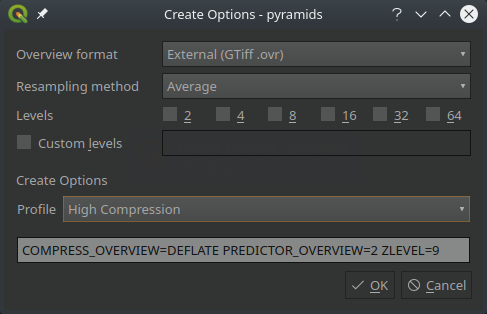 Create Options - pyramids
Overview format External (GTiff .ovr)
Resampling method Average
Levels 2 4 8 16 32 64
Custom levels
Create Options
Profile High Compression
COMPRESS_OVERVIEW=DEFLATE PREDICTOR_OVERVIEW=2 ZLEVEL=9
OK Cancel